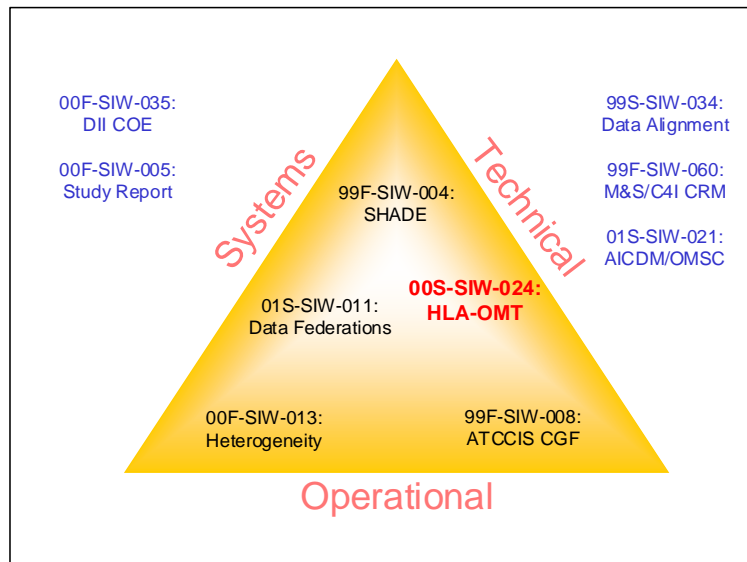 00F-SIW-035:
DII COE
00F-SIW-005:
Study Report
Systems
Technical
99S-SIW-034:
Data Alignment
99F-SIW-060:
M&S/C4I CRM
01S-SIW-021:
AICDM/OMSC
99F-SIW-004:
SHADE
01S-SIW-011:
Data Federations
00S-SIW-024:
HLA-OMT
00F-SIW-013:
Heterogeneity
99F-SIW-008:
ATCCIS CGF
Operational